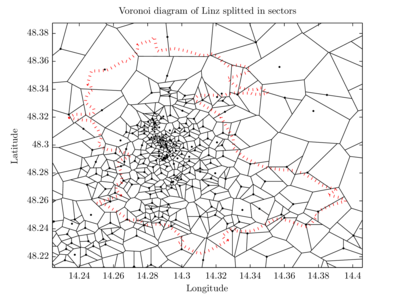 Voronoi diagram of Linz splitted in sectors
48.38
48.36
48.34
48.32
48.3
48.28
48.26
48.24
48.22
Latitude
14.24 14.26 14.28 14.3 14.32 14.34 14.36 14.38 14.4
Longitude